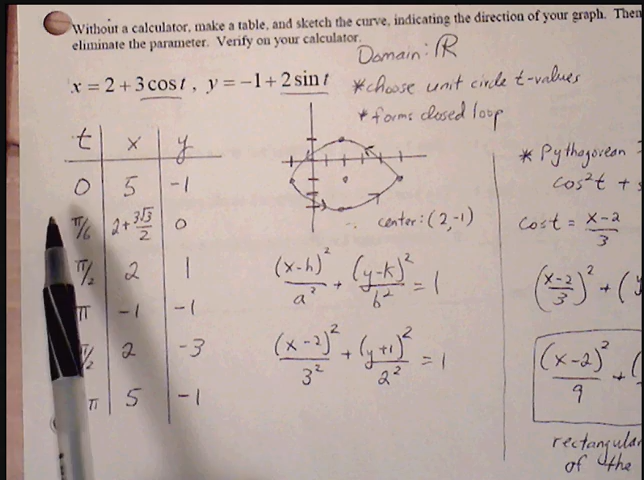 Without a calculator, make a table, and sketch the curve, indicating the direction of your graph. Then
eliminate the parameter. Verify on your calculator.
Domain: ℝ
x = 2 + 3cos t , y = −1 + 2sin t
* choose unit circle t-values
* forms closed loop
t | x | y
0 | 5 | -1
π/6 | 2+3√3/2 | 0
π/2 | 2 | 1
π | -1 | -1
π/2 | 2 | -3
π | 5 | -1
∴ center: (2,-1)
(x-h)²/a² + (y-k)²/b² = 1
(x-2)²/3² + (y+1)²/2² = 1
* Pythagorean
cos²t +
cos t = x-2/3
(x-2/3)² + (y
(x-2)²/9 + (
rectangular
of the